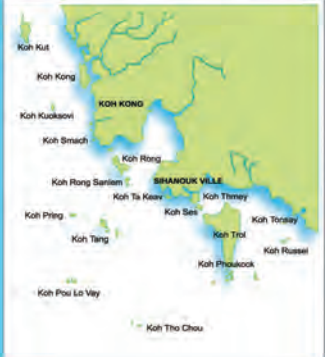 Koh Kut
Koh Kong
KOH KONG
Koh Kuoksovi
Koh Smach
Koh Rong
Koh Rong Sanlem
SIHANOUK VILLE
Koh Ta Keav
Koh Thmey
Koh Ses
Koh Pring
Koh Tang
Koh Tonsay
Koh Trol
Koh Russel
Koh Phoukock
Koh Pou Lo Vay
Koh Tho Chou